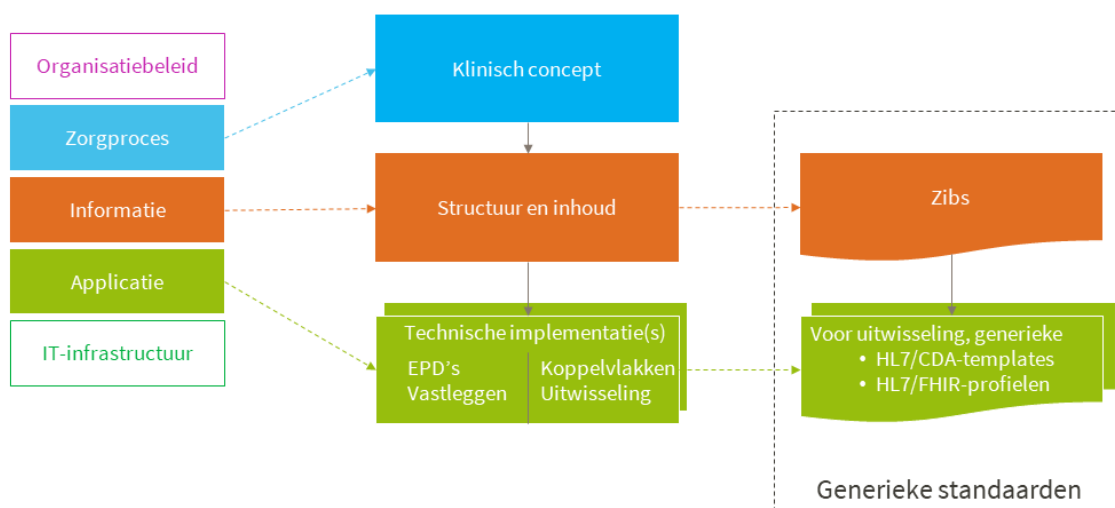 Organisatiebeleid
Zorgproces
Informatie
Applicatie
IT-infrastructuur
Klinisch concept
Structuur en inhoud
Technische implementatie(s)
EPD’s
Vastleggen
Koppelvlakken
Uitwisseling
Zibs
Voor uitwisseling, generieke
• HL7/CDA-templates
• HL7/FHIR-profielen
Generieke standaarden